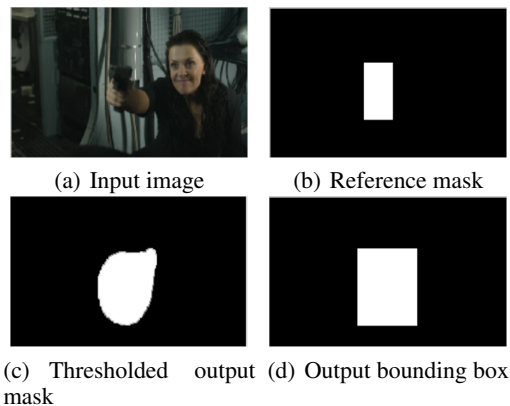 (a) Input image
(b) Reference mask
(c) Thresholded output mask
(d) Output bounding box